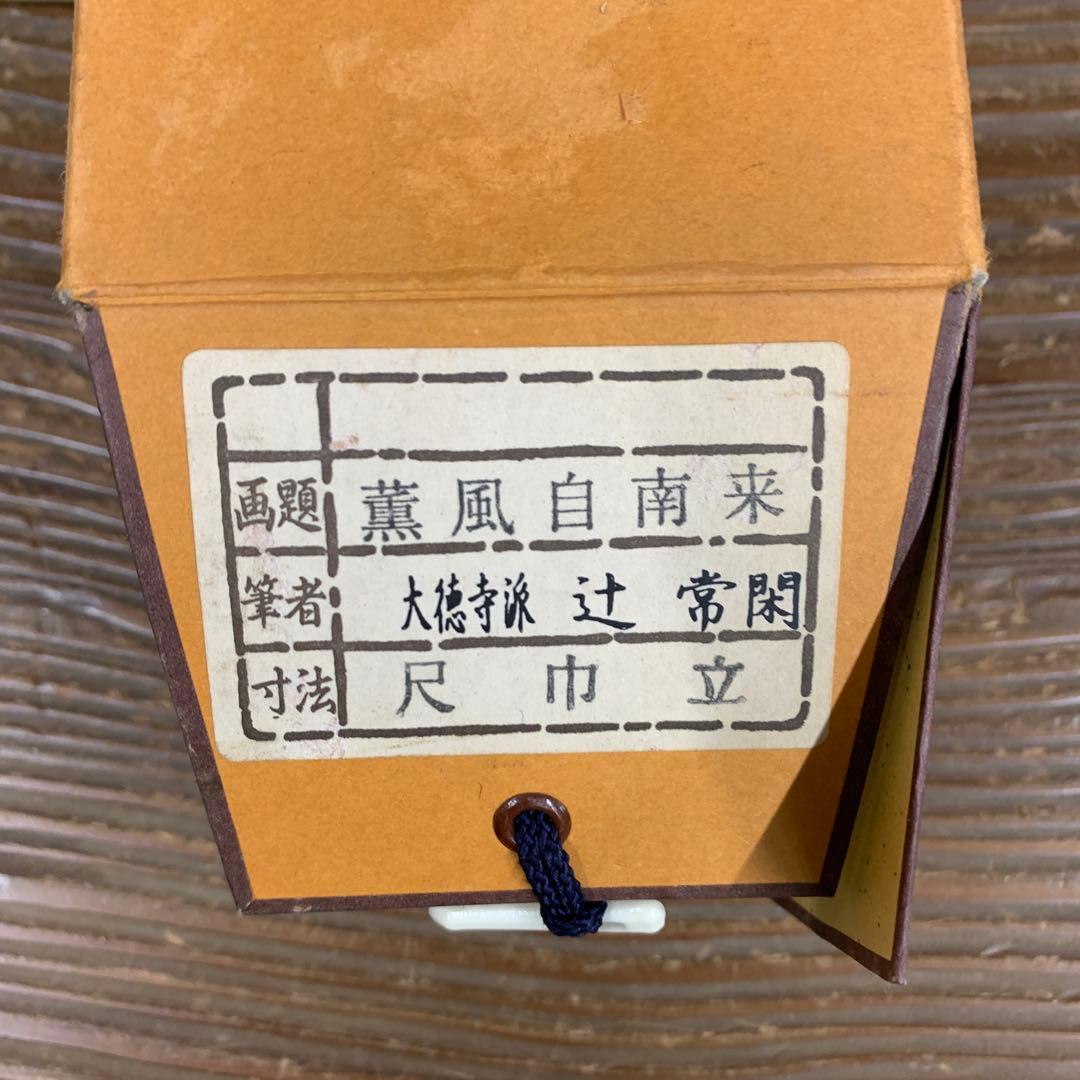 画題 薫風自南来
筆者 大徳寺派 辻 常閑
寸法 尺 巾 立